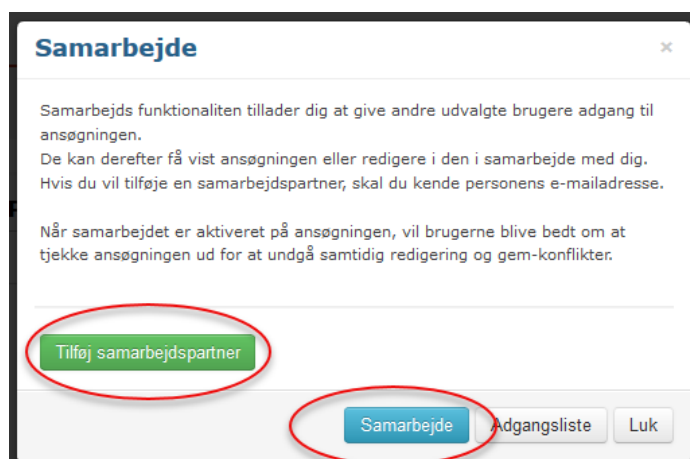 Samarbejde
×
Samarbejds funktionaliten tillader dig at give andre udvalgte brugere adgang til
ansøgningen.
De kan derefter få vist ansøgningen eller redigere i den i samarbejde med dig.
Hvis du vil tilføje en samarbejdspartner, skal du kende personens e-mailadresse.
Når samarbejdet er aktiveret på ansøgningen, vil brugerne blive bedt om at
tjekke ansøgningen ud for at undgå samtidig redigering og gem-konflikter.
Tilføj samarbejdspartner
Samarbejde Adgangsliste Luk